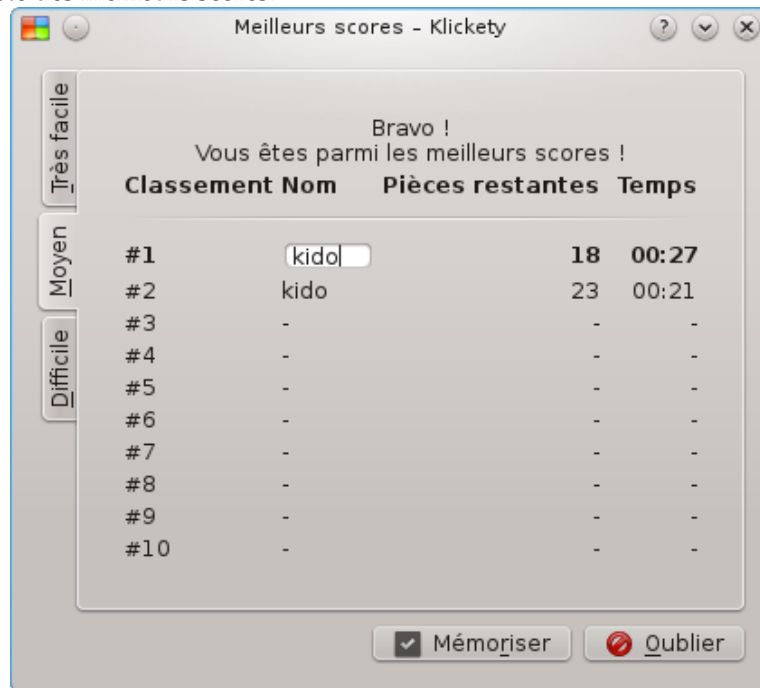 Meilleurs scores – Klickety
Très facile
Moyen
Difficile
Bravo !
Vous êtes parmi les meilleurs scores !
Classement Nom Pièces restantes Temps
#1 kido 18 00:27
#2 kido 23 00:21
#3 - - -
#4 - - -
#5 - - -
#6 - - -
#7 - - -
#8 - - -
#9 - - -
#10 - - -
Mémoriser Oublier